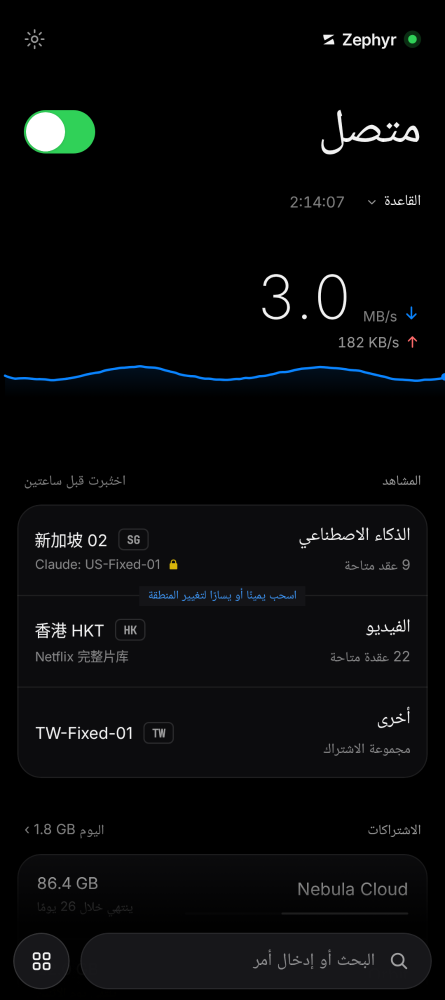 Zephyr
متصل
القاعدة 2:14:07
3.0 MB/s
182 KB/s
المشاهد
اختُبرت قبل ساعتين
الذكاء الاصطناعي
9 عقد متاحة
新加坡 02 SG
Claude: US-Fixed-01
اسحب يمينًا أو يسارًا لتغيير المنطقة
الفيديو
22 عقدة متاحة
香港 HKT HK
Netflix 完整片库
أخرى
مجموعة الاشتراك
TW-Fixed-01 TW
الاشتراكات
اليوم 1.8 GB
Nebula Cloud
86.4 GB
ينتهي خلال 26 يومًا
البحث أو إدخال أمر